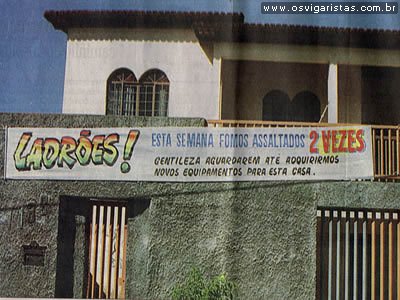 www.osvigaristas.com.br
LADRÕES! ESTA SEMANA FOMOS ASSALTADOS 2 VEZES
GENTILEZA AGUARDAREM ATÉ ADQUIRIRMOS
NOVOS EQUIPAMENTOS PARA ESTA CASA.